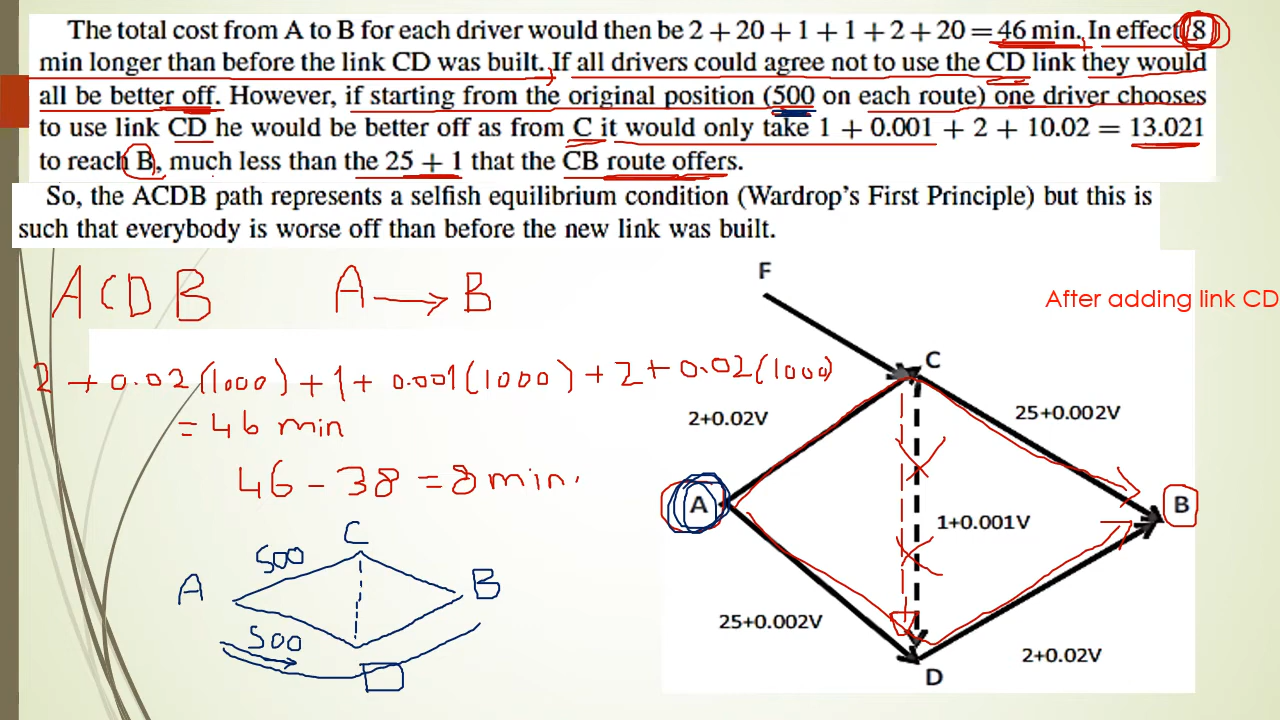 The total cost from A to B for each driver would then be 2 + 20 + 1 + 1 + 2 + 20 = 46 min. In effect 8
min longer than before the link CD was built. If all drivers could agree not to use the CD link they would
all be better off. However, if starting from the original position (500 on each route) one driver chooses
to use link CD he would be better off as from C it would only take 1 + 0.001 + 2 + 10.02 = 13.021
to reach B, much less than the 25 + 1 that the CB route offers.
So, the ACDB path represents a selfish equilibrium condition (Wardrop's First Principle) but this is
such that everybody is worse off than before the new link was built.
ACDB A → B
2 + 0.02 (1000) + 1 + 0.001 (1000) + 2 + 0.02 (1000)
= 46 min
46 - 38 = 8 min.
C
500
A
B
500
D
F
After adding link CD
C
2+0.02V
25+0.002V
A
B
1+0.001V
25+0.002V
2+0.02V
D